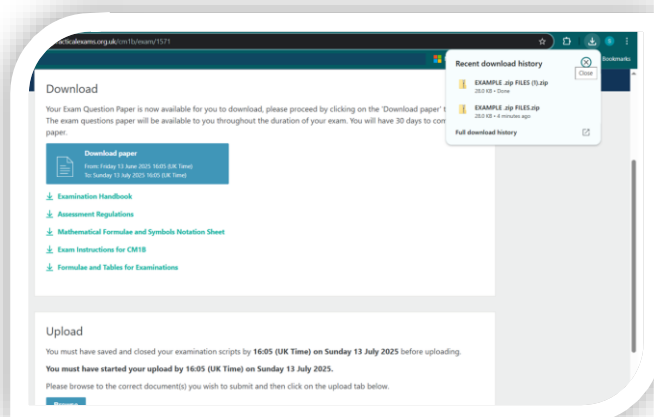 acticalexams.org.uk/cm1b/exam/1571
Bookmarks
Recent download history
Close
EXAMPLE .zip FILES (1).zip
28.0 KB • Done
EXAMPLE .zip FILES.zip
28.0 KB • 4 minutes ago
Full download history
Download
Your Exam Question Paper is now available for you to download, please proceed by clicking on the 'Download paper'
The exam questions paper will be available to you throughout the duration of your exam. You will have 30 days to
paper.
Download paper
From: Friday 13 June 2025 16:05 (UK Time)
To: Sunday 13 July 2025 16:05 (UK Time)
Examination Handbook
Assessment Regulations
Mathematical Formulae and Symbols Notation Sheet
Exam Instructions for CM1B
Formulae and Tables for Examinations
Upload
You must have saved and closed your examination scripts by 16:05 (UK Time) on Sunday 13 July 2025 before uploading.
You must have started your upload by 16:05 (UK Time) on Sunday 13 July 2025.
Please browse to the correct document(s) you wish to submit and then click on the upload tab below.
Browse